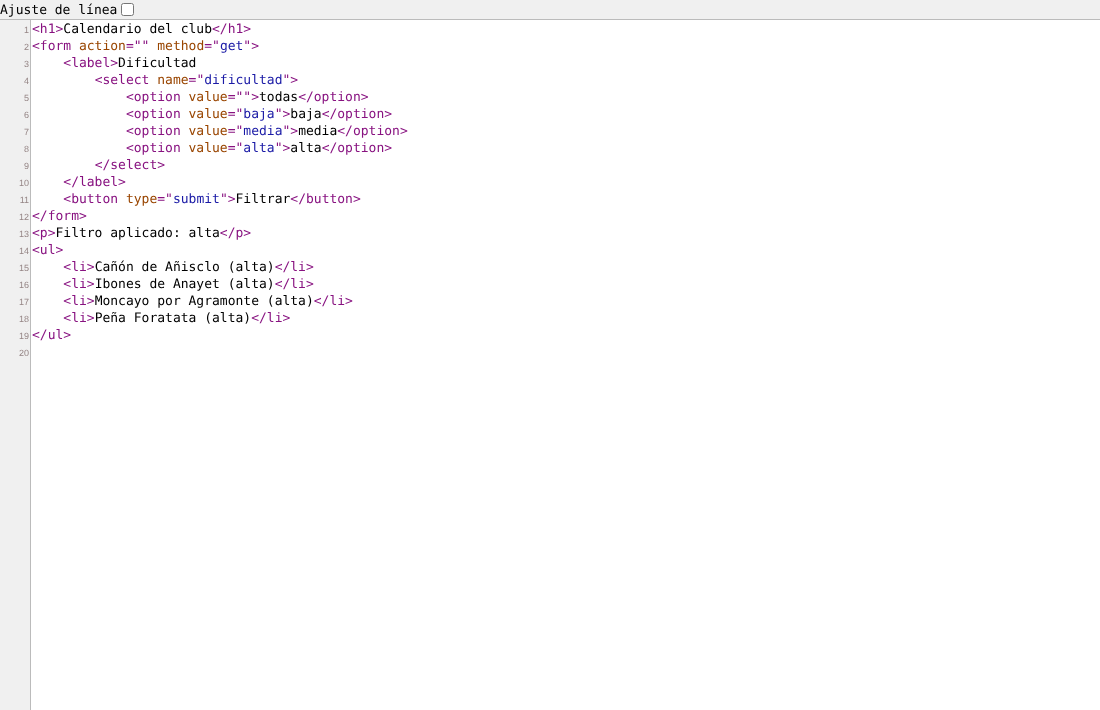 Ajuste de línea
1 <h1>Calendario del club</h1>
2 <form action="" method="get">
3     <label>Dificultad
4         <select name="dificultad">
5             <option value="">todas</option>
6             <option value="baja">baja</option>
7             <option value="media">media</option>
8             <option value="alta">alta</option>
9         </select>
10     </label>
11     <button type="submit">Filtrar</button>
12 </form>
13 <p>Filtro aplicado: alta</p>
14 <ul>
15     <li>Cañón de Añisclo (alta)</li>
16     <li>Ibones de Anayet (alta)</li>
17     <li>Moncayo por Agramonte (alta)</li>
18     <li>Peña Foratata (alta)</li>
19 </ul>
20